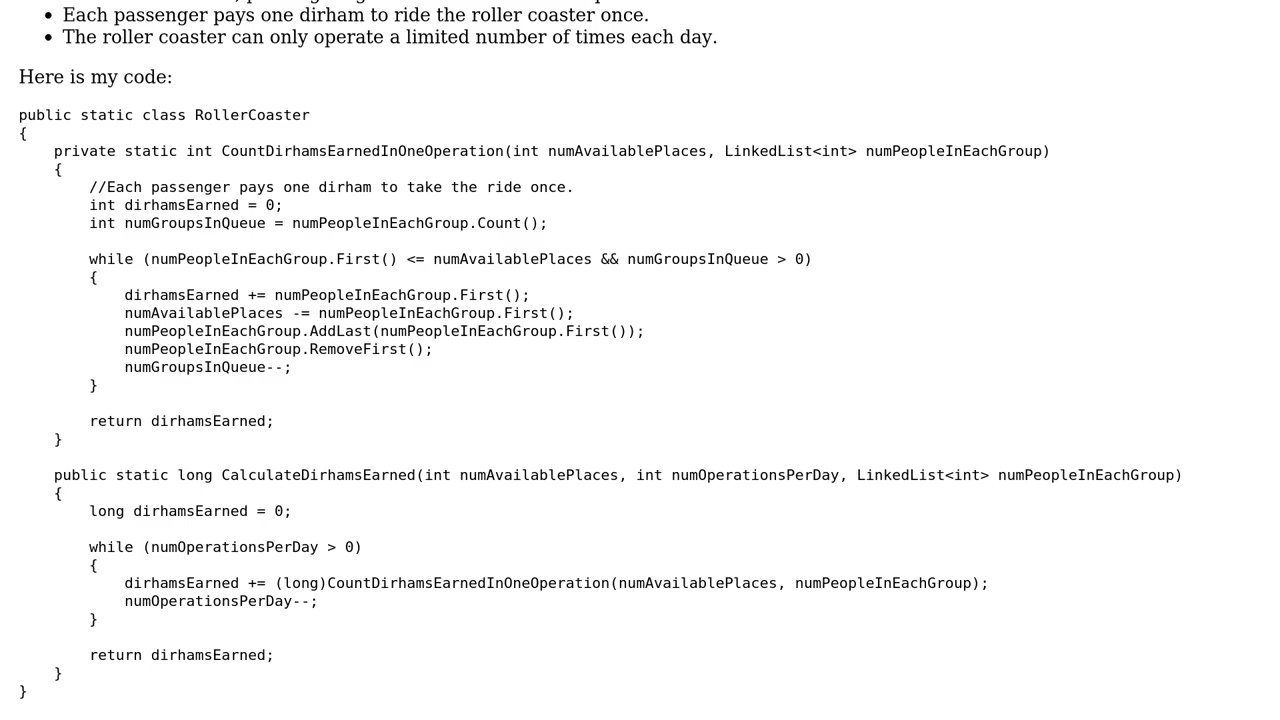 • Each passenger pays one dirham to ride the roller coaster once.
• The roller coaster can only operate a limited number of times each day.
Here is my code:
public static class RollerCoaster
{
    private static int CountDirhamsEarnedInOneOperation(int numAvailablePlaces, LinkedList<int> numPeopleInEachGroup)
    {
        //Each passenger pays one dirham to take the ride once.
        int dirhamsEarned = 0;
        int numGroupsInQueue = numPeopleInEachGroup.Count();

        while (numPeopleInEachGroup.First() <= numAvailablePlaces && numGroupsInQueue > 0)
        {
            dirhamsEarned += numPeopleInEachGroup.First();
            numAvailablePlaces -= numPeopleInEachGroup.First();
            numPeopleInEachGroup.AddLast(numPeopleInEachGroup.First());
            numPeopleInEachGroup.RemoveFirst();
            numGroupsInQueue--;
        }

        return dirhamsEarned;
    }

    public static long CalculateDirhamsEarned(int numAvailablePlaces, int numOperationsPerDay, LinkedList<int> numPeopleInEachGroup)
    {
        long dirhamsEarned = 0;

        while (numOperationsPerDay > 0)
        {
            dirhamsEarned += (long)CountDirhamsEarnedInOneOperation(numAvailablePlaces, numPeopleInEachGroup);
            numOperationsPerDay--;
        }

        return dirhamsEarned;
    }
}